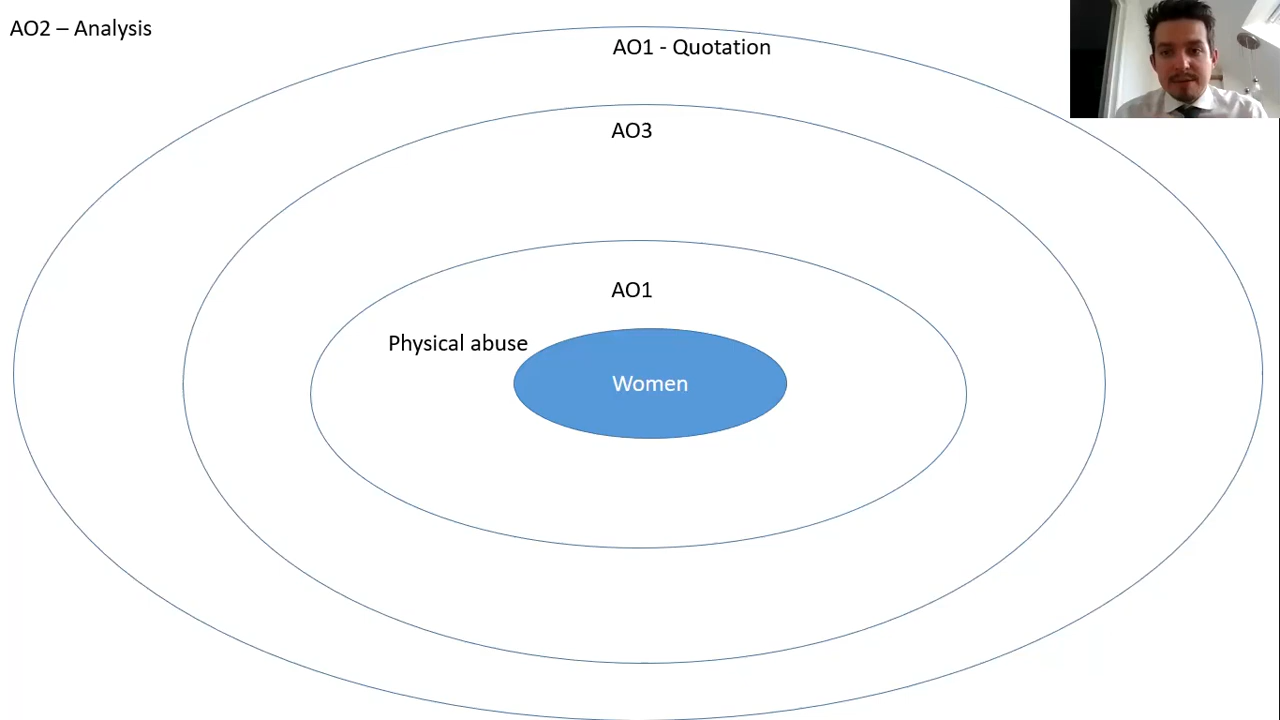 AO2 – Analysis
AO1 - Quotation
AO3
AO1
Physical abuse
Women